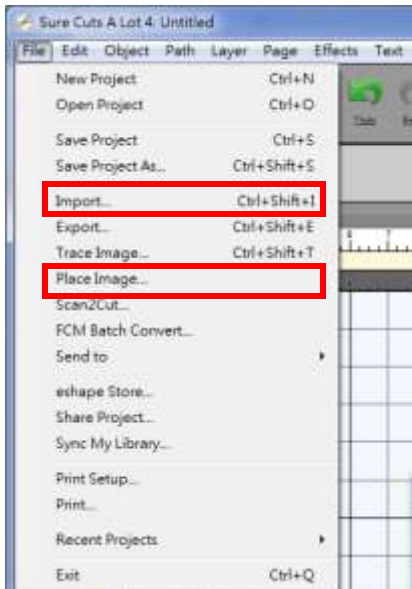 Sure Cuts A Lot 4: Untitled
File Edit Object Path Layer Page Effects Text
New Project Ctrl+N
Open Project Ctrl+O
Save Project Ctrl+S
Save Project As... Ctrl+Shift+S
Import... Ctrl+Shift+I
Export... Ctrl+Shift+E
Trace Image... Ctrl+Shift+T
Place Image...
Scan2Cut...
FCM Batch Convert...
Send to
eshape Store...
Share Project...
Sync My Library...
Print Setup...
Print...
Recent Projects
Exit Ctrl+Q